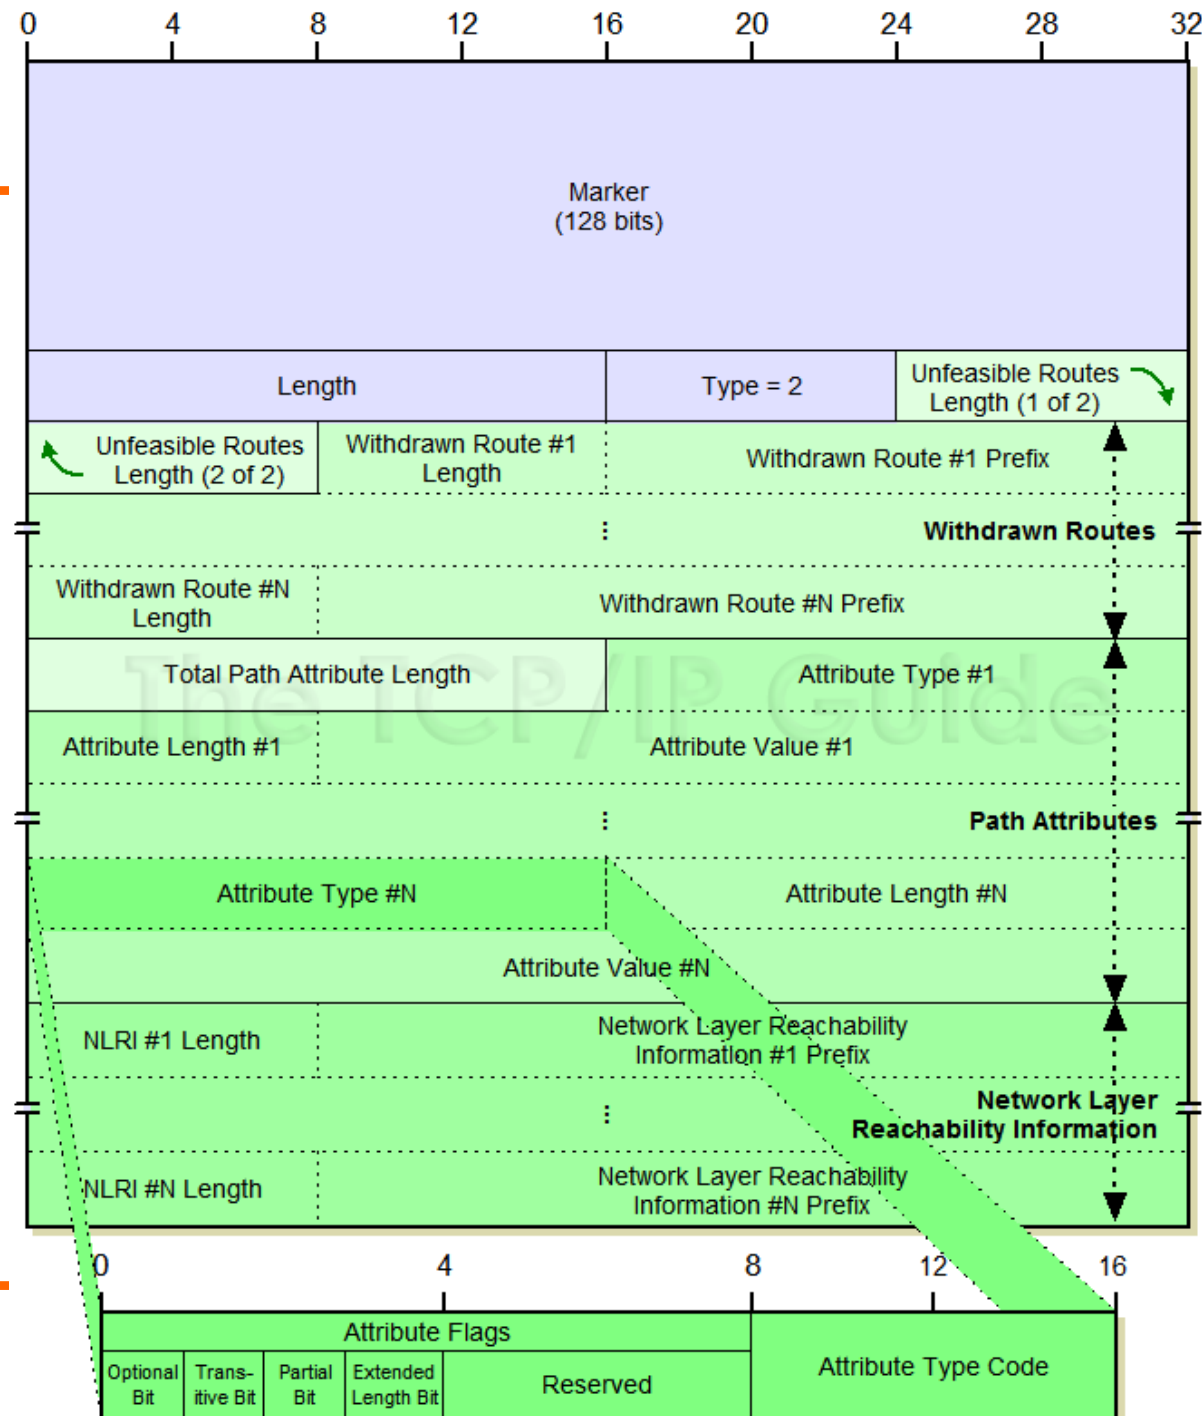 0 4 8 12 16 20 24 28 32
Marker
(128 bits)
Length
Type = 2
Unfeasible Routes
Length (1 of 2)
Unfeasible Routes
Length (2 of 2)
Withdrawn Route #1
Length
Withdrawn Route #1 Prefix
⋮
Withdrawn Routes
Withdrawn Route #N
Length
Withdrawn Route #N Prefix
The TCP/IP Guide
Total Path Attribute Length
Attribute Type #1
Attribute Length #1
Attribute Value #1
⋮
Path Attributes
Attribute Type #N
Attribute Length #N
Attribute Value #N
NLRI #1 Length
Network Layer Reachability
Information #1 Prefix
⋮
Network Layer
Reachability Information
NLRI #N Length
Network Layer Reachability
Information #N Prefix
0 4 8 12 16
Attribute Flags
Optional
Bit
Trans-
itive Bit
Partial
Bit
Extended
Length Bit
Reserved
Attribute Type Code